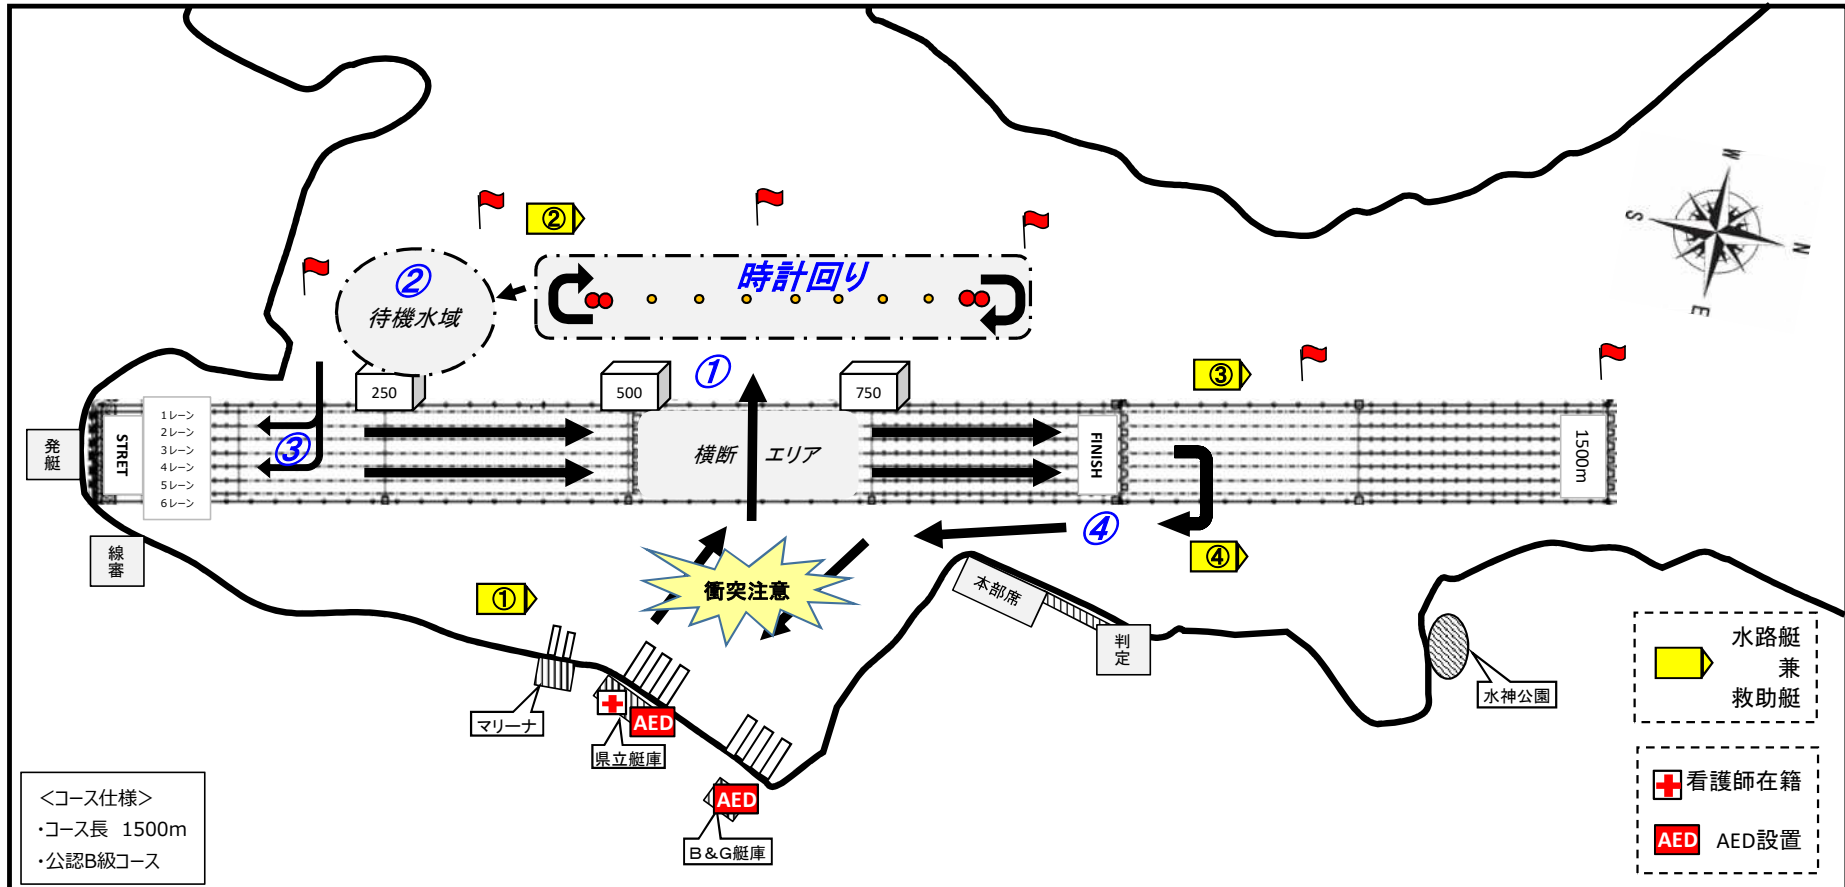 W
S
N
E
②
時計回り
②
待機水域
①
③
250
500
750
1レーン
2レーン
3レーン
4レーン
5レーン
6レーン
発艇
STRET
③
横断 エリア
FINISH
1500m
線審
④
④
衝突注意
①
本部席
判定
マリーナ
AED
県立艇庫
AED
B&G艇庫
水神公園
水路艇
兼
救助艇
看護師在籍
AED AED設置
<コース仕様>
・コース長 1500m
・公認B級コース